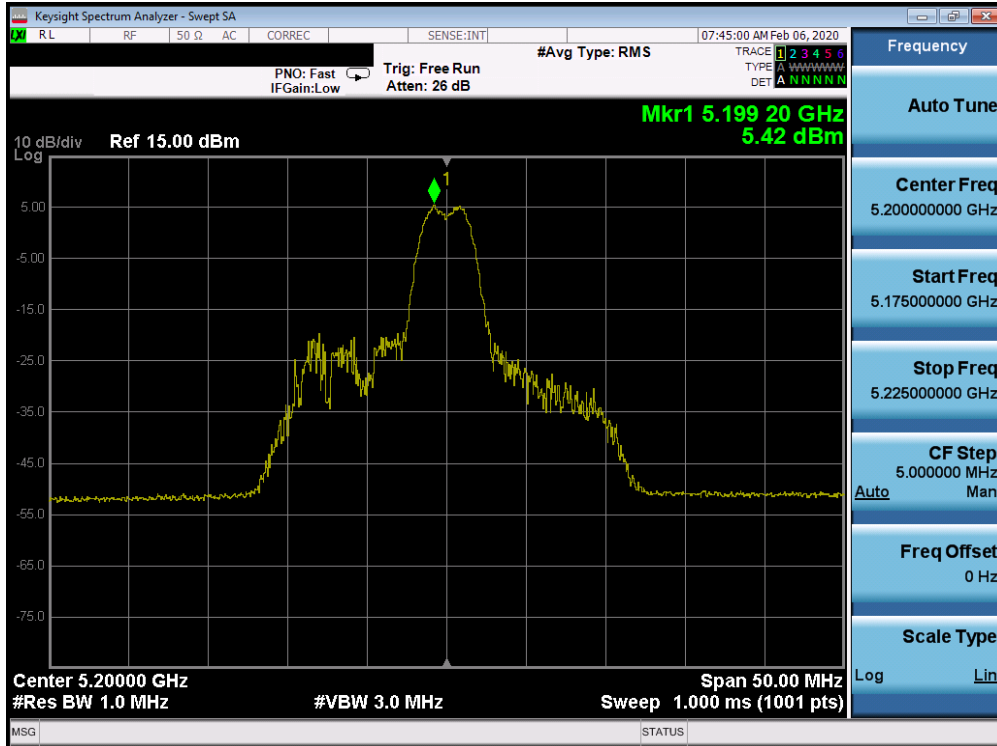 Keysight Spectrum Analyzer - Swept SA
LXI RL RF 50 Ω AC CORREC SENSE:INT 07:45:00 AM Feb 06, 2020
#Avg Type: RMS TRACE 1 2 3 4 5 6
PNO: Fast Trig: Free Run TYPE A WWWWW
IFGain:Low Atten: 26 dB DET A N N N N N
Mkr1 5.199 20 GHz
5.42 dBm
10 dB/div Ref 15.00 dBm
Log
1
5.00
-5.00
-15.0
-25.0
-35.0
-45.0
-55.0
-65.0
-75.0
Center 5.20000 GHz Span 50.00 MHz
#Res BW 1.0 MHz #VBW 3.0 MHz Sweep 1.000 ms (1001 pts)
MSG STATUS
Frequency
Auto Tune
Center Freq
5.200000000 GHz
Start Freq
5.175000000 GHz
Stop Freq
5.225000000 GHz
CF Step
5.000000 MHz
Auto Man
Freq Offset
0 Hz
Scale Type
Log Lin